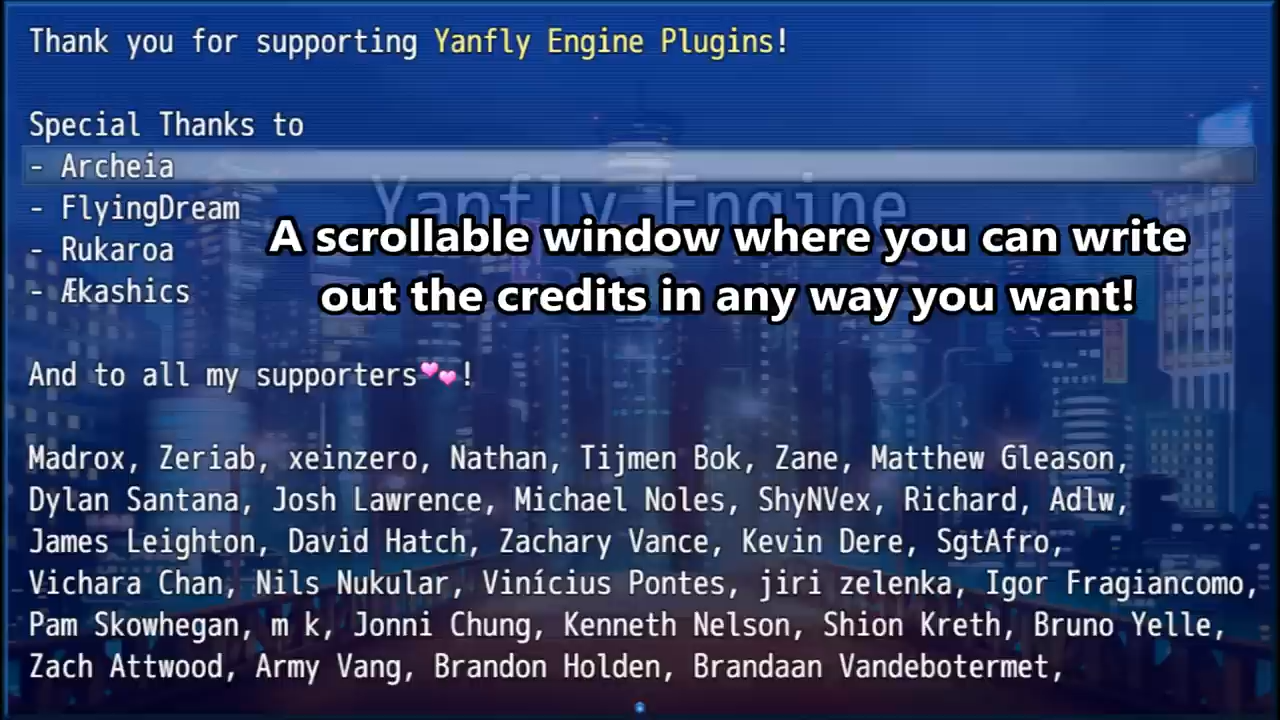 Thank you for supporting Yanfly Engine Plugins!
Special Thanks to
- Archeia
- FlyingDream
- Rukaroa
- Ækashics
Yanfly Engine
A scrollable window where you can write
out the credits in any way you want!
And to all my supporters💕!
Madrox, Zeriab, xeinzero, Nathan, Tijmen Bok, Zane, Matthew Gleason,
Dylan Santana, Josh Lawrence, Michael Noles, ShyNVex, Richard, Adlw,
James Leighton, David Hatch, Zachary Vance, Kevin Dere, SgtAfro,
Vichara Chan, Nils Nukular, Vinícius Pontes, jiri zelenka, Igor Fragiancomo,
Pam Skowhegan, m k, Jonni Chung, Kenneth Nelson, Shion Kreth, Bruno Yelle,
Zach Attwood, Army Vang, Brandon Holden, Brandaan Vandebotermet,